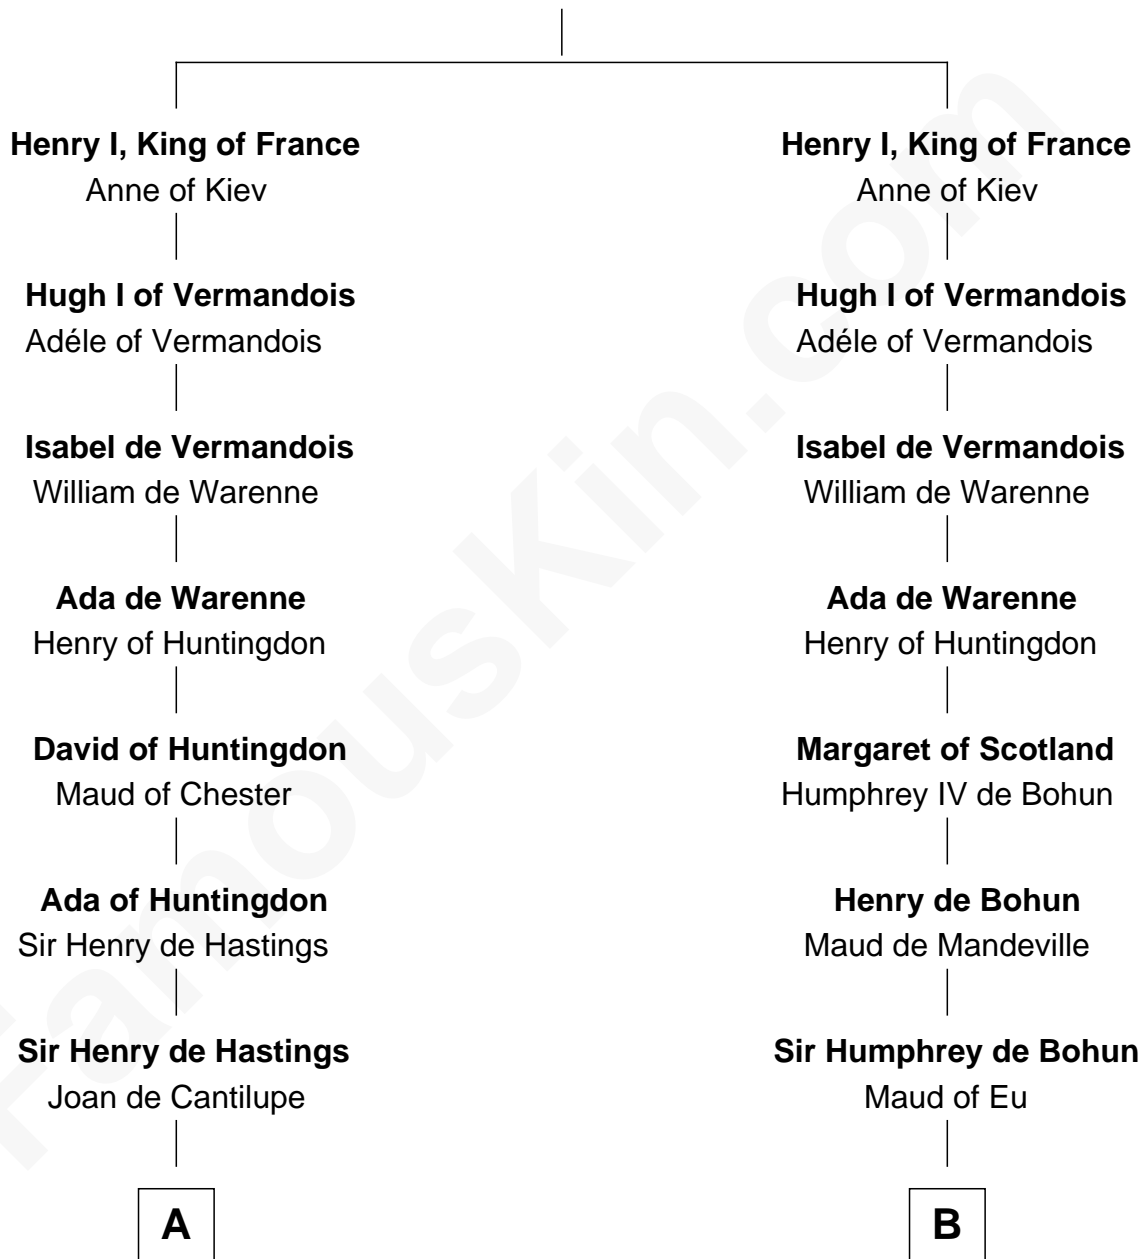 Henry I, King of France
Anne of Kiev
Hugh I of Vermandois
Adéle of Vermandois
Isabel de Vermandois
William de Warenne
Ada de Warenne
Henry of Huntingdon
David of Huntingdon
Maud of Chester
Ada of Huntingdon
Sir Henry de Hastings
Sir Henry de Hastings
Joan de Cantilupe
A
Henry I, King of France
Anne of Kiev
Hugh I of Vermandois
Adéle of Vermandois
Isabel de Vermandois
William de Warenne
Ada de Warenne
Henry of Huntingdon
Margaret of Scotland
Humphrey IV de Bohun
Henry de Bohun
Maud de Mandeville
Sir Humphrey de Bohun
Maud of Eu
B
FamousKin.com